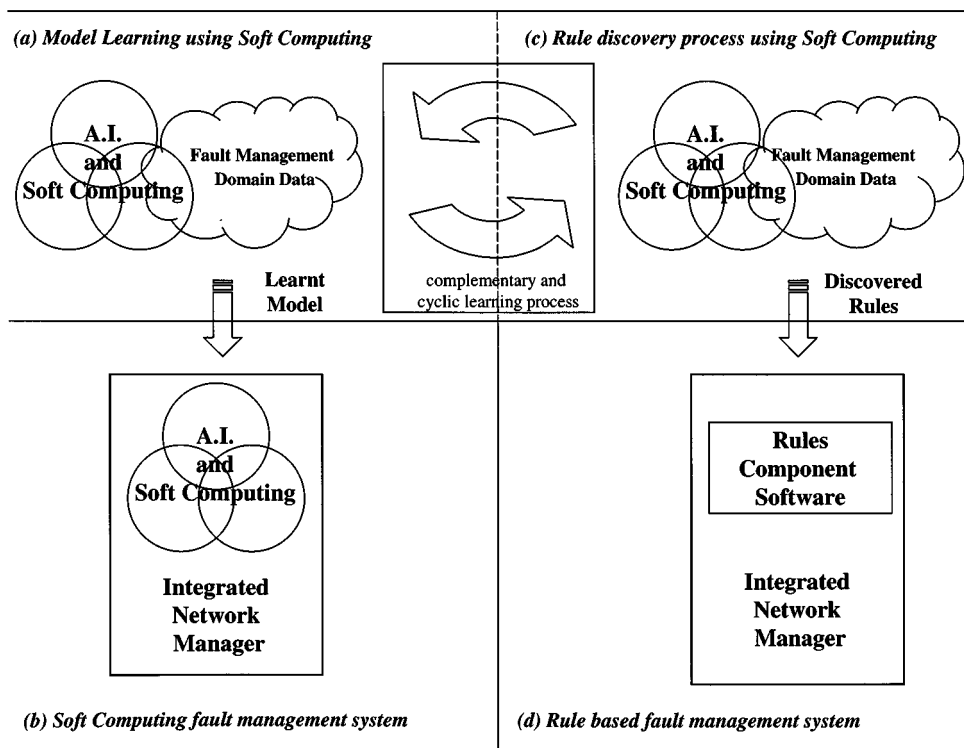 (a) Model Learning using Soft Computing
A.I.
and
Soft Computing
Fault Management
Domain Data
Learnt
Model
complementary and
cyclic learning process
(c) Rule discovery process using Soft Computing
A.I.
and
Soft Computing
Fault Management
Domain Data
Discovered
Rules
A.I.
and
Soft Computing
Integrated
Network
Manager
(b) Soft Computing fault management system
Rules
Component
Software
Integrated
Network
Manager
(d) Rule based fault management system